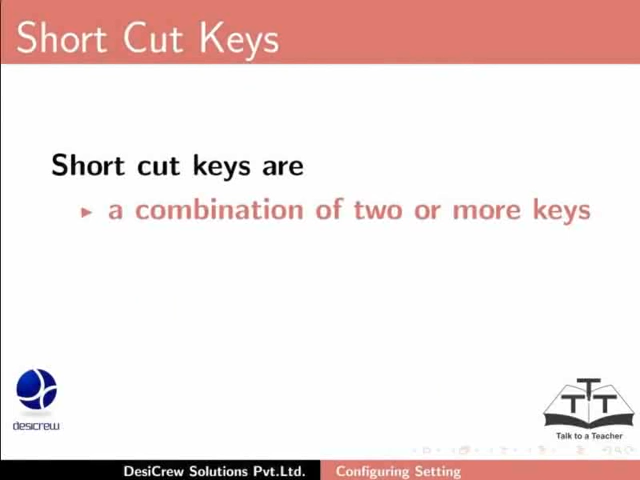 Short Cut Keys
Short cut keys are
a combination of two or more keys
desicrew
T
T T
Talk to a Teacher
DesiCrew Solutions Pvt.Ltd. Configuring Setting